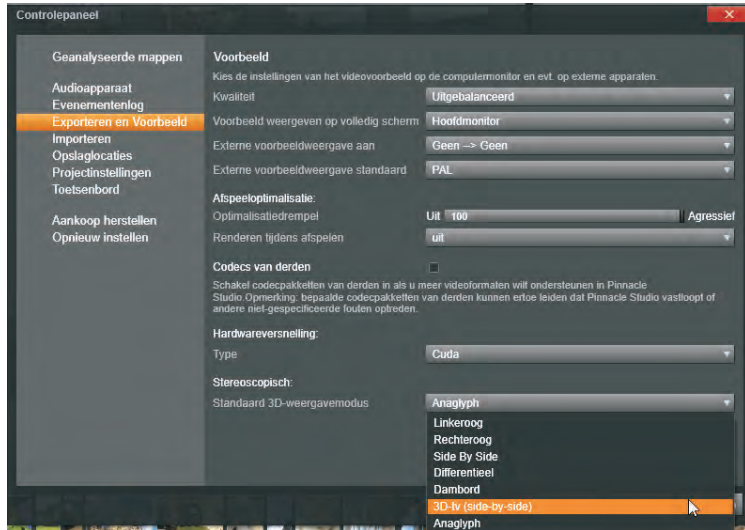 Controlepaneel
Geanalyseerde mappen
Audioapparaat
Evenementenlog
Exporteren en Voorbeeld
Importeren
Opslaglocaties
Projectinstellingen
Toetsenbord
Aankoop herstellen
Opnieuw instellen
Voorbeeld
Kies de instellingen van het videovoorbeeld op de computermonitor en evt. op externe apparaten.
Kwaliteit Uitgebalanceerd
Voorbeeld weergeven op volledig scherm Hoofdmonitor
Externe voorbeeldweergave aan Geen --> Geen
Externe voorbeeldweergave standaard PAL
Afspeeloptimalisatie:
Optimalisatiedrempel Uit 100 Agressief
Renderen tijdens afspelen uit
Codecs van derden
Schakel codecpakketten van derden in als u meer videoformaten wilt ondersteunen in Pinnacle
Studio.Opmerking: bepaalde codecpakketten van derden kunnen ertoe leiden dat Pinnacle Studio vastloopt of
andere niet-gespecificeerde fouten optreden.
Hardwareversnelling:
Type Cuda
Stereoscopisch:
Standaard 3D-weergavemodus Anaglyph
Linkeroog
Rechteroog
Side By Side
Differentieel
Dambord
3D-tv (side-by-side)
Anaglyph